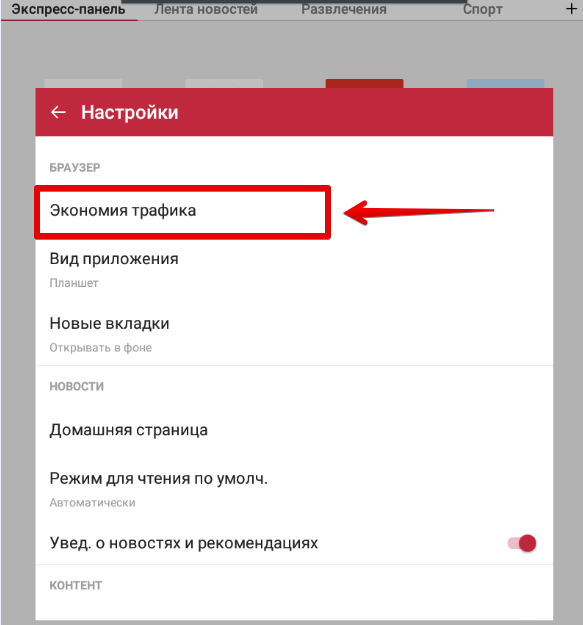 Экспресс-панель Лента новостей Развлечения Спорт +
Настройки
БРАУЗЕР
Экономия трафика
Вид приложения
Планшет
Новые вкладки
Открывать в фоне
НОВОСТИ
Домашняя страница
Режим для чтения по умолч.
Автоматически
Увед. о новостях и рекомендациях
КОНТЕНТ